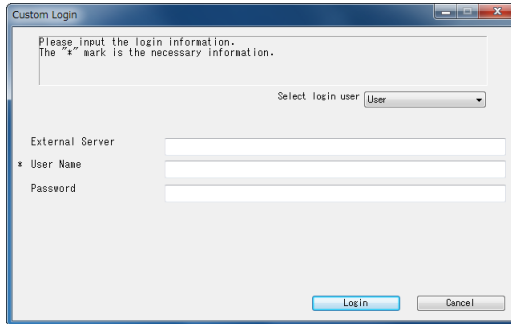 Custom Login
Please input the login information.
The "*" mark is the necessary information.
Select login user User
External Server
* User Name
Password
Login Cancel